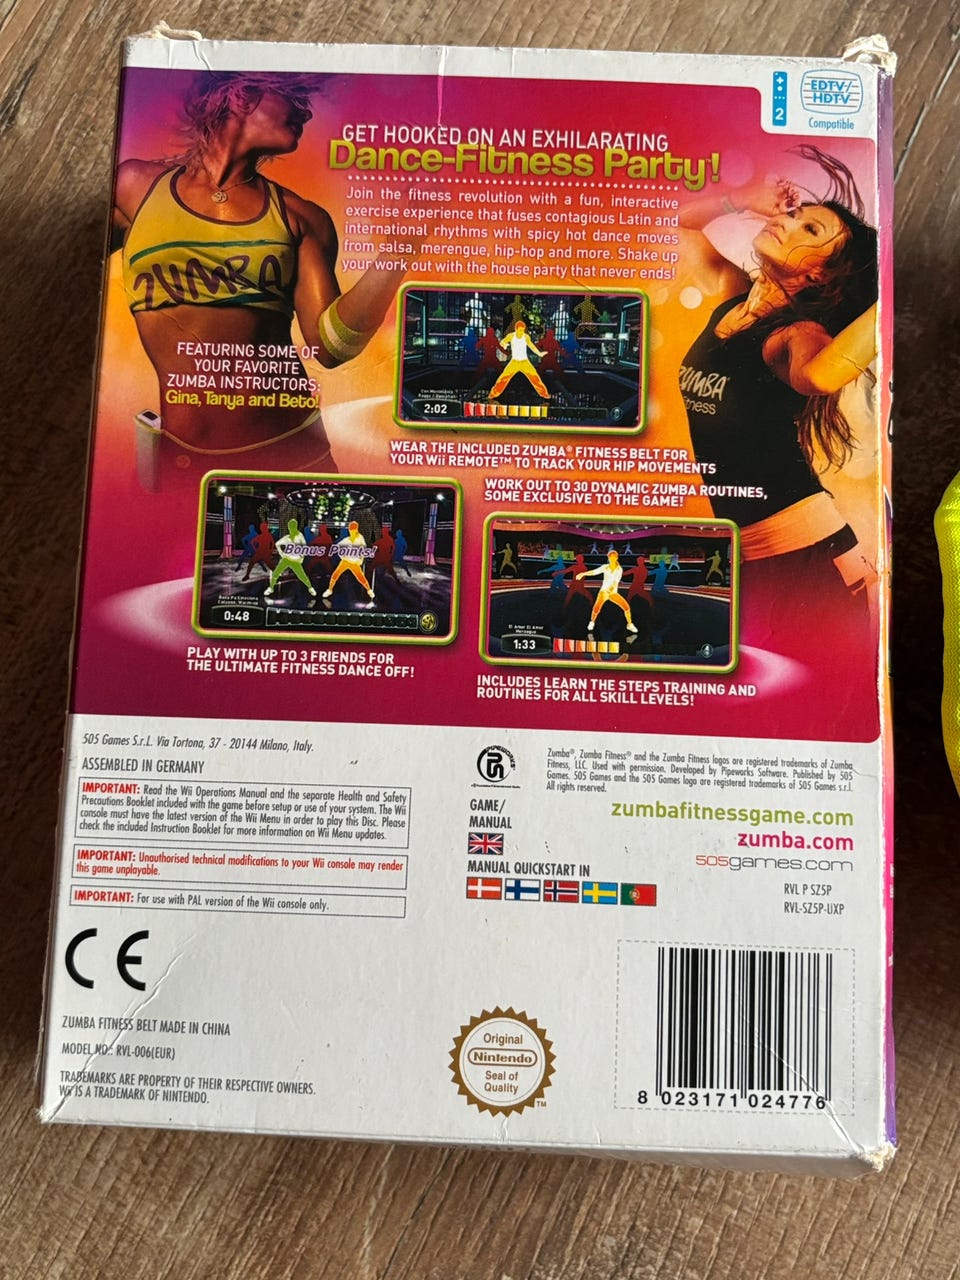 2
EDTV/
HDTV
Compatible
GET HOOKED ON AN EXHILARATING
Dance-Fitness Party™!
Join the fitness revolution with a fun, interactive
exercise experience that fuses contagious Latin and
international rhythms with spicy hot dance moves
from salsa, merengue, hip-hop and more. Shake up
your work out with the house party that never ends!
ZUMBA
ZUMBA
fitness
FEATURING SOME OF
YOUR FAVORITE
ZUMBA INSTRUCTORS:
Gina, Tanya and Beto!
2:02
WEAR THE INCLUDED ZUMBA® FITNESS BELT FOR
YOUR Wii REMOTE™ TO TRACK YOUR HIP MOVEMENTS
WORK OUT TO 30 DYNAMIC ZUMBA ROUTINES,
SOME EXCLUSIVE TO THE GAME!
Bonus Points!
0:48
El Amor El Amor
Merengue
1:33
4
PLAY WITH UP TO 3 FRIENDS FOR
THE ULTIMATE FITNESS DANCE OFF!
INCLUDES LEARN THE STEPS TRAINING AND
ROUTINES FOR ALL SKILL LEVELS!
505 Games S.r.L. Via Tortona, 37 - 20144 Milano, Italy.
ASSEMBLED IN GERMANY
IMPORTANT: Read the Wii Operations Manual and the separate Health and Safety
Precautions Booklet included with the game before setup or use of your system. The Wii
console must have the latest version of the Wii Menu in order to play this Disc. Please
check the included Instruction Booklet for more information on Wii Menu updates.
IMPORTANT: Unauthorised technical modifications to your Wii console may render
this game unplayable.
IMPORTANT: For use with PAL version of the Wii console only.
CE
ZUMBA FITNESS BELT MADE IN CHINA
MODEL NO.: RVL-006(EUR)
TRADEMARKS ARE PROPERTY OF THEIR RESPECTIVE OWNERS.
Wii IS A TRADEMARK OF NINTENDO.
PIPEWORKS
GAME/
MANUAL
MANUAL QUICKSTART IN
Zumba®, Zumba Fitness® and the Zumba Fitness logos are registered trademarks of Zumba
Fitness, LLC. Used with permission. Developed by Pipeworks Software. Published by 505
Games. 505 Games and the 505 Games logo are registered trademarks of 505 Games s.r.l.
All rights reserved.
zumbafitnessgame.com
zumba.com
505games.com
RVL P SZ5P
RVL-SZ5P-UXP
Original
Nintendo
Seal of
Quality
TM
8 023171 024776